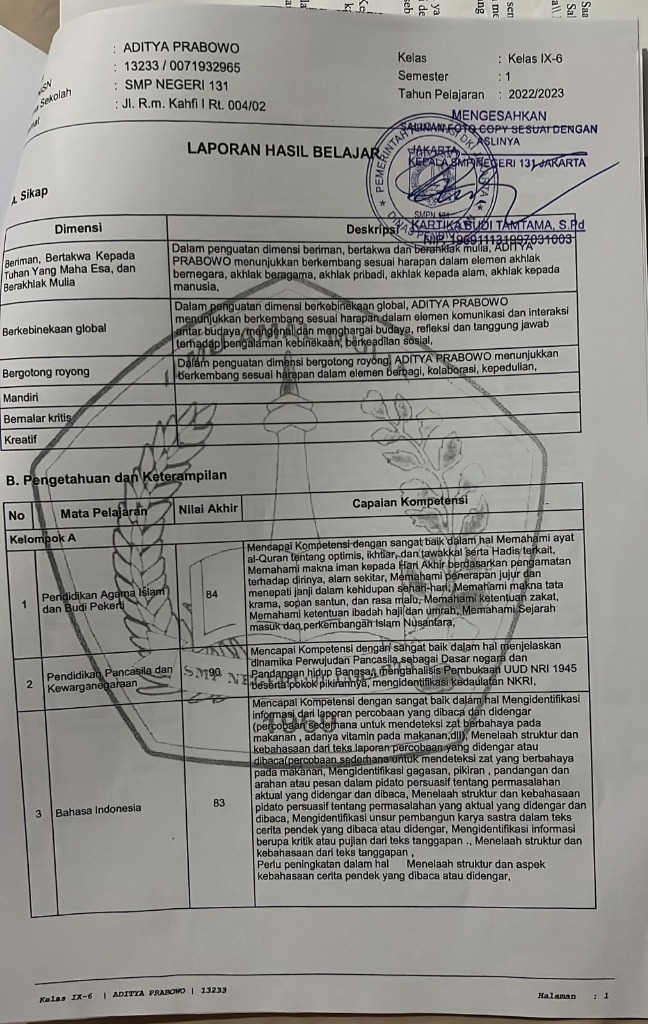 : ADITYA PRABOWO
: 13233 / 0071932965
: SMP NEGERI 131
Sekolah : Jl. R.m. Kahfi I Rt. 004/02
Kelas : Kelas IX-6
Semester : 1
Tahun Pelajaran : 2022/2023
MENGESAHKAN
SALINAN FOTO COPY SESUAI DENGAN
ASLINYA
JAKARTA
KEPALA SMP NEGERI 131 JAKARTA
SMPN 131
KARTIKA BUDI TAMTAMA, S.Pd
NIP.
LAPORAN HASIL BELAJAR
A. Sikap
Dimensi Deskripsi
Beriman, Bertakwa Kepada Tuhan Yang Maha Esa, dan Berakhlak Mulia
Dalam penguatan dimensi beriman, bertakwa dan berahklak mulia, ADITYA
PRABOWO menunjukkan berkembang sesuai harapan dalam elemen akhlak
bernegara, akhlak beragama, akhlak pribadi, akhlak kepada alam, akhlak kepada
manusia,
Berkebinekaan global
Dalam penguatan dimensi berkebinekaan global, ADITYA PRABOWO
menunjukkan berkembang sesuai harapan dalam elemen komunikasi dan interaksi
antar budaya, mengenal dan menghargai budaya, refleksi dan tanggung jawab
terhadap pengalaman kebinekaan, berkeadilan sosial,
Bergotong royong
Dalam penguatan dimensi bergotong royong, ADITYA PRABOWO menunjukkan
berkembang sesuai harapan dalam elemen berbagi, kolaborasi, kepedulian,
Mandiri
Bernalar kritis
Kreatif
B. Pengetahuan dan Keterampilan
No Mata Pelajaran Nilai Akhir Capaian Kompetensi
Kelompok A
1 Pendidikan Agama Islam dan Budi Pekerti 84
Mencapai Kompetensi dengan sangat baik dalam hal Memahami ayat
al-Quran tentang optimis, ikhtiar, dan tawakkal serta Hadis terkait,
Memahami makna iman kepada Hari Akhir berdasarkan pengamatan
terhadap dirinya, alam sekitar, Memahami penerapan jujur dan
menepati janji dalam kehidupan sehari-hari, Memahami makna tata
krama, sopan santun, dan rasa malu, Memahami ketentuan zakat,
Memahami ketentuan ibadah haji dan umrah, Memahami Sejarah
masuk dan perkembangan Islam Nusantara,
2 Pendidikan Pancasila dan Kewarganegaraan 90
Mencapai Kompetensi dengan sangat baik dalam hal menjelaskan
dinamika Perwujudan Pancasila sebagai Dasar negara dan
Pandangan hidup Bangsa, menganalisis Pembukaan UUD NRI 1945
beserta pokok pikirannya, mengidentifikasi kedaulatan NKRI,
3 Bahasa Indonesia 83
Mencapai Kompetensi dengan sangat baik dalam hal Mengidentifikasi
informasi dari laporan percobaan yang dibaca dan didengar
(percobaan sederhana untuk mendeteksi zat berbahaya pada
makanan , adanya vitamin pada makanan,dll), Menelaah struktur dan
kebahasaan dari teks laporan percobaan yang didengar atau
dibaca(percobaan sederhana untuk mendeteksi zat yang berbahaya
pada makanan, Mengidentifikasi gagasan, pikiran , pandangan dan
arahan atau pesan dalam pidato persuasif tentang permasalahan
aktual yang didengar dan dibaca, Menelaah struktur dan kebahasaan
pidato persuasif tentang permasalahan yang aktual yang didengar dan
dibaca, Mengidentifikasi unsur pembangun karya sastra dalam teks
cerita pendek yang dibaca atau didengar, Mengidentifikasi informasi
berupa kritik atau pujian dari teks tanggapan ., Menelaah struktur dan
kebahasaan dari teks tanggapan ,
Perlu peningkatan dalam hal Menelaah struktur dan aspek
kebahasaan cerita pendek yang dibaca atau didengar,
1969
Kelas IX-6 | ADITYA PRABOWO | 13233
Halaman : 1